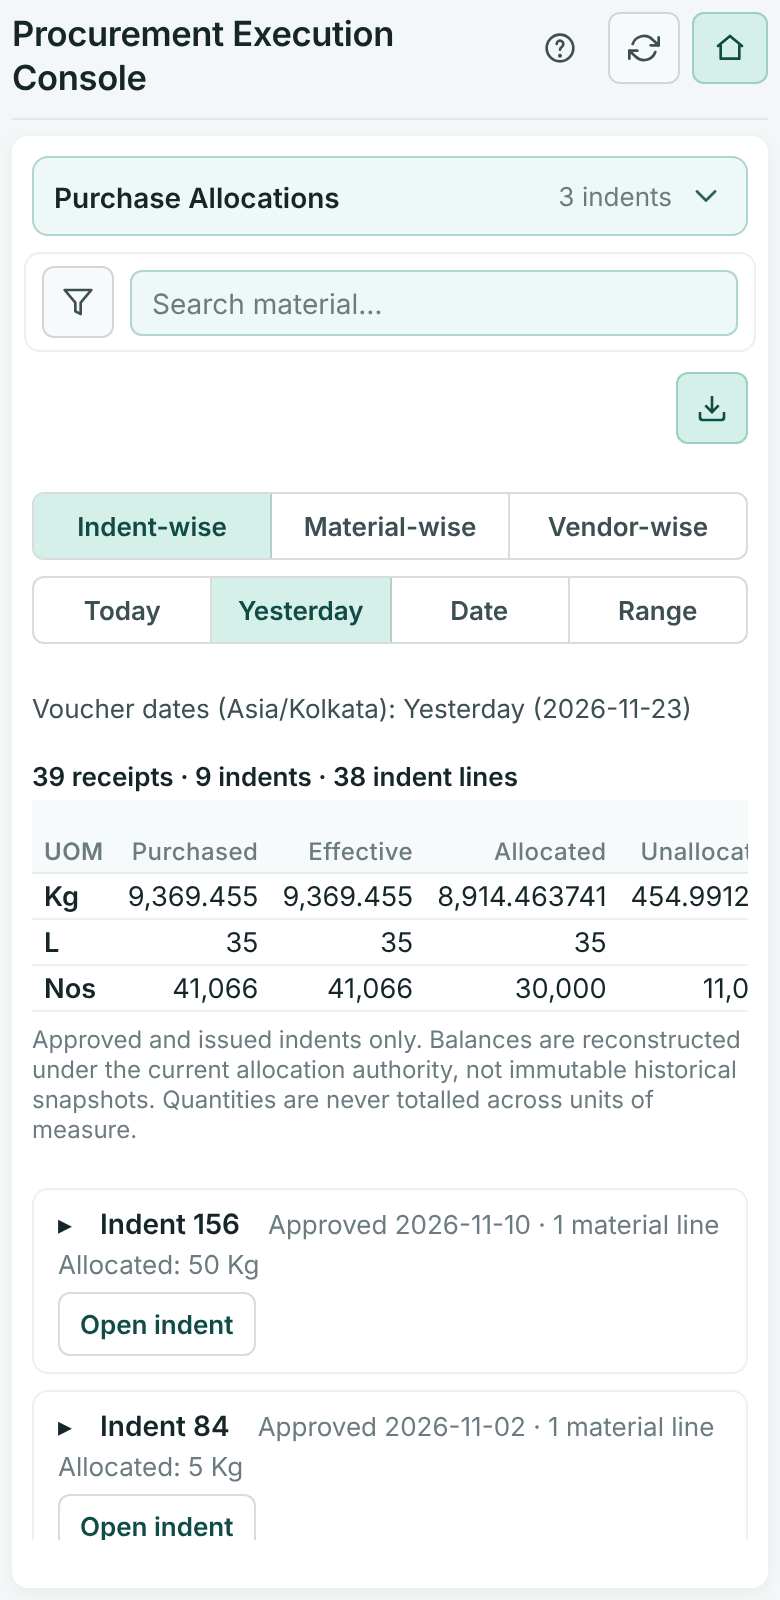 Procurement Execution
Console
Purchase Allocations 3 indents
Search material...
Indent-wise Material-wise Vendor-wise
Today Yesterday Date Range
Voucher dates (Asia/Kolkata): Yesterday (2026-11-23)
39 receipts · 9 indents · 38 indent lines
UOM Purchased Effective Allocated Unallocat
Kg 9,369.455 9,369.455 8,914.463741 454.9912
L 35 35 35
Nos 41,066 41,066 30,000 11,0
Approved and issued indents only. Balances are reconstructed
under the current allocation authority, not immutable historical
snapshots. Quantities are never totalled across units of
measure.
▸ Indent 156 Approved 2026-11-10 · 1 material line
Allocated: 50 Kg
Open indent
▸ Indent 84 Approved 2026-11-02 · 1 material line
Allocated: 5 Kg
Open indent